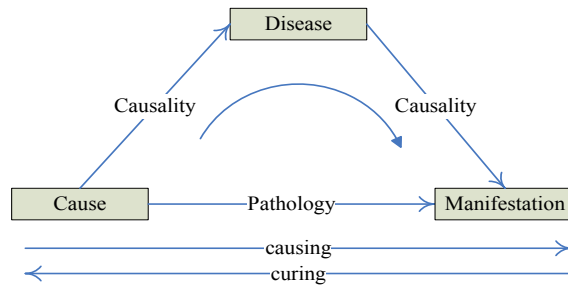 Disease
Causality
Causality
Cause
Pathology
Manifestation
causing
curing